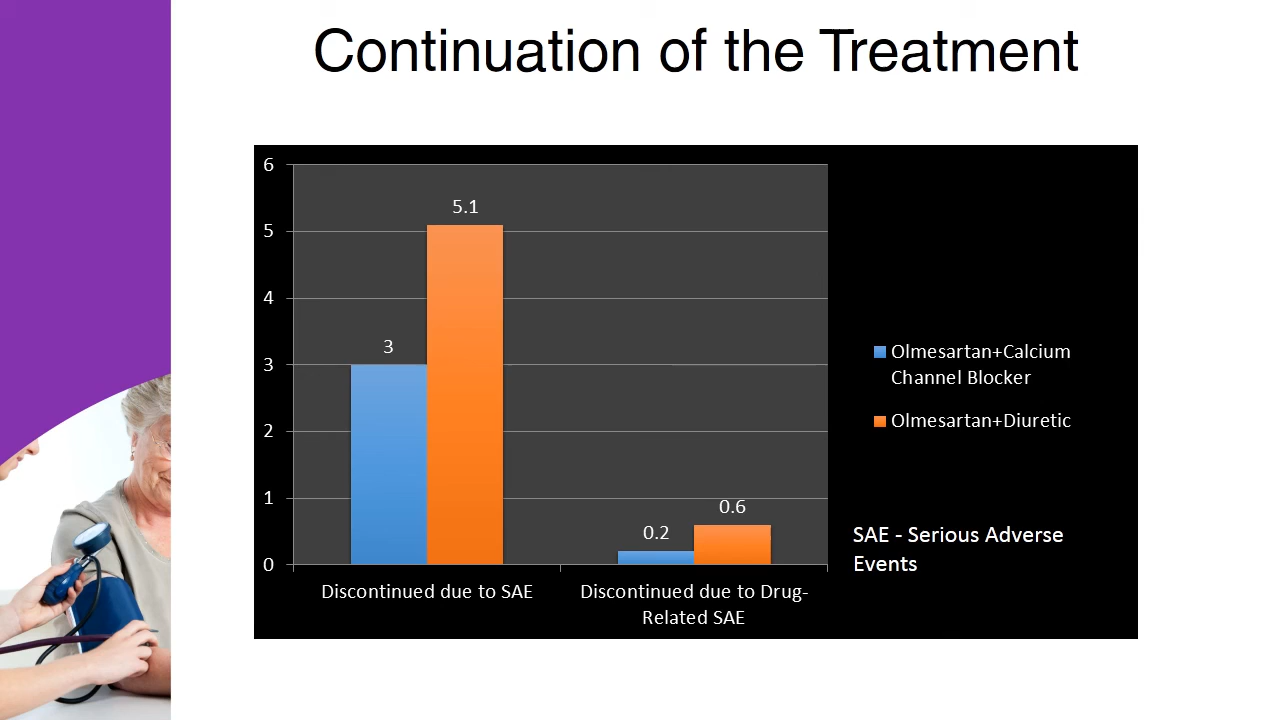 Continuation of the Treatment
6
5
4
3
2
1
0
3
5.1
0.2
0.6
Discontinued due to SAE
Discontinued due to Drug-
Related SAE
Olmesartan+Calcium
Channel Blocker
Olmesartan+Diuretic
SAE - Serious Adverse
Events